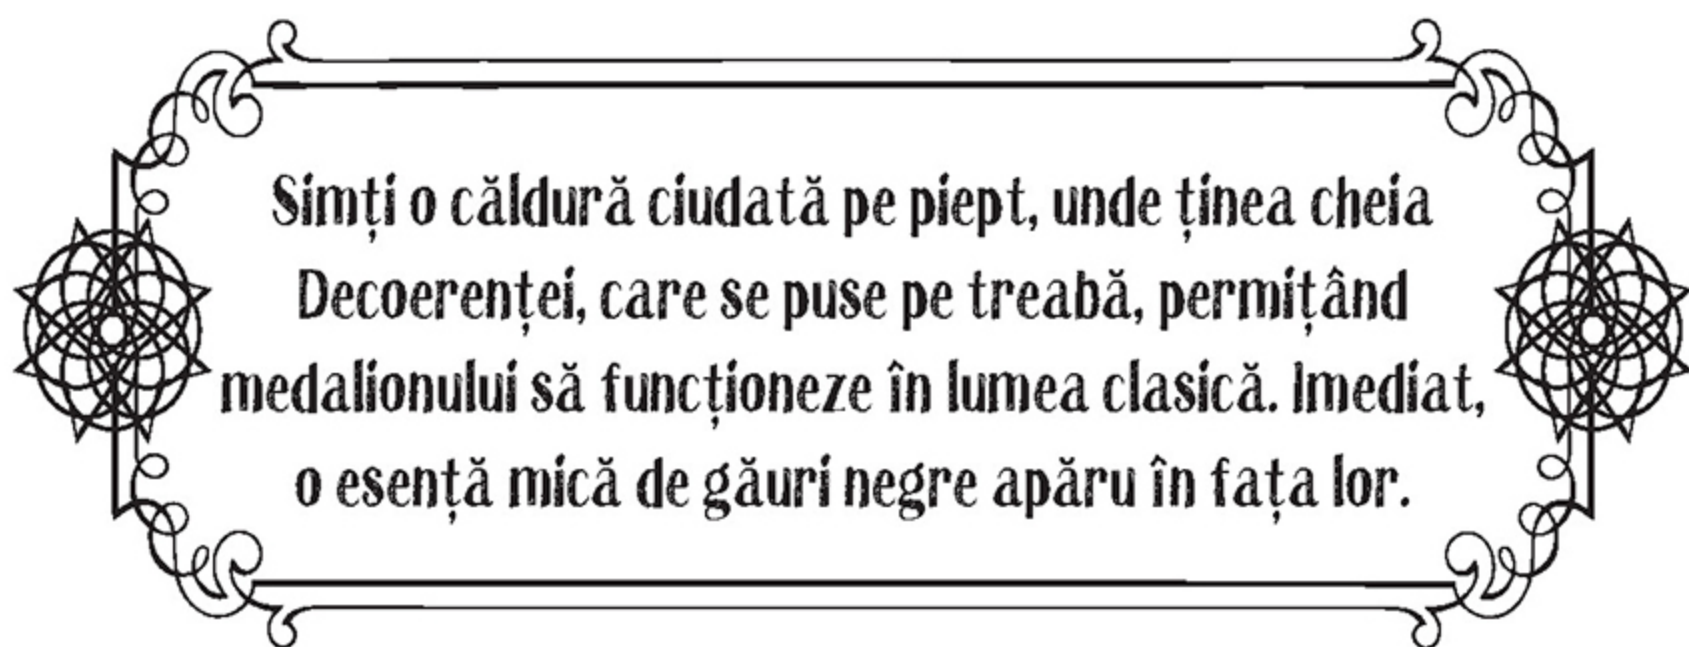 Simți o căldură ciudată pe piept, unde ținea cheia
Decoerenței, care se puse pe treabă, permițând
medalionului să funcționeze în lumea clasică. Imediat,
o esență mică de găuri negre apăru în fața lor.